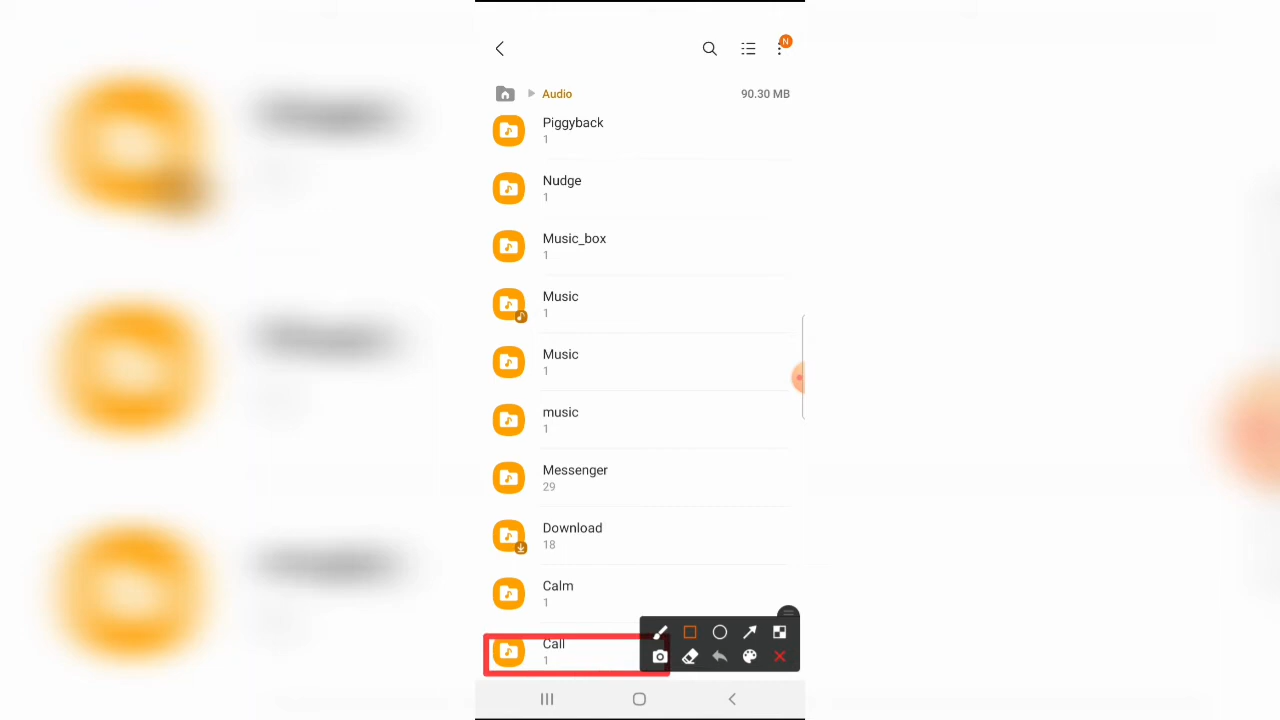 N
Audio 90.30 MB
Piggyback
1
Nudge
1
Music_box
1
Music
1
Music
1
music
1
Messenger
29
Download
18
Calm
1
Call
1